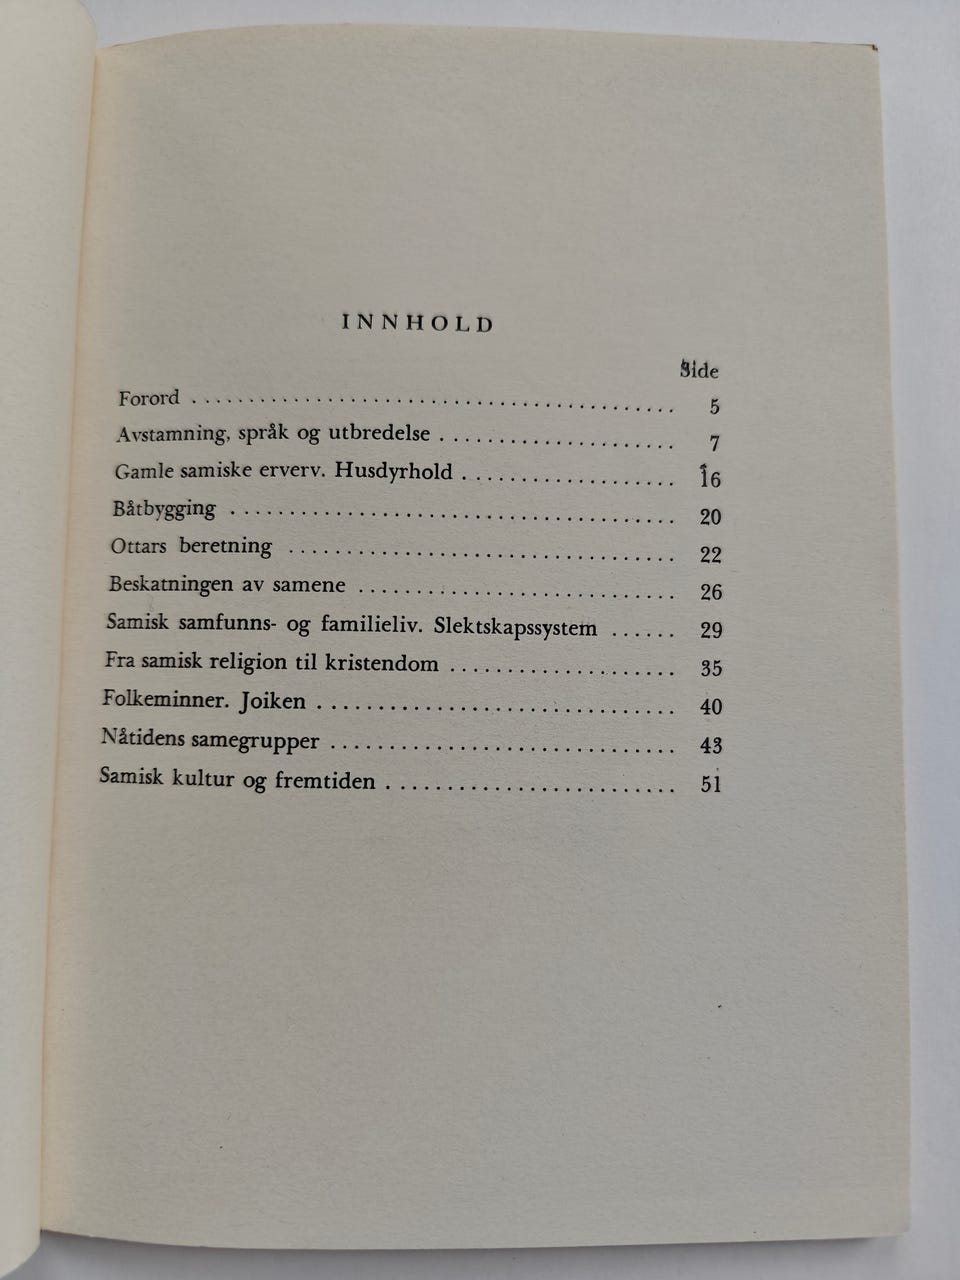 INNHOLD
Side
Forord ........................................... 5
Avstamning, språk og utbredelse .................... 7
Gamle samiske erverv. Husdyrhold .................. 16
Båtbygging ..................................... 20
Ottars beretning ................................ 22
Beskatningen av samene .......................... 26
Samisk samfunns- og familieliv. Slektskapssystem ...... 29
Fra samisk religion til kristendom ................... 35
Folkeminner. Joiken .............................. 40
Nåtidens samegrupper ............................ 43
Samisk kultur og fremtiden ........................ 51